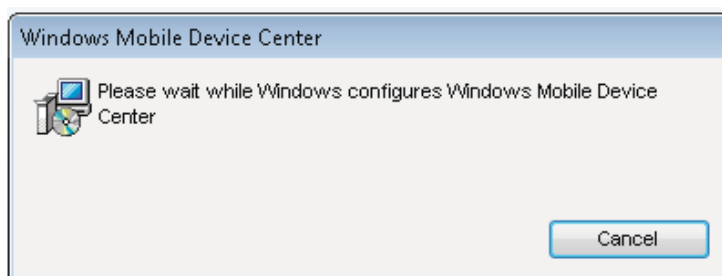 Windows Mobile Device Center
Please wait while Windows configures Windows Mobile Device
Center
Cancel